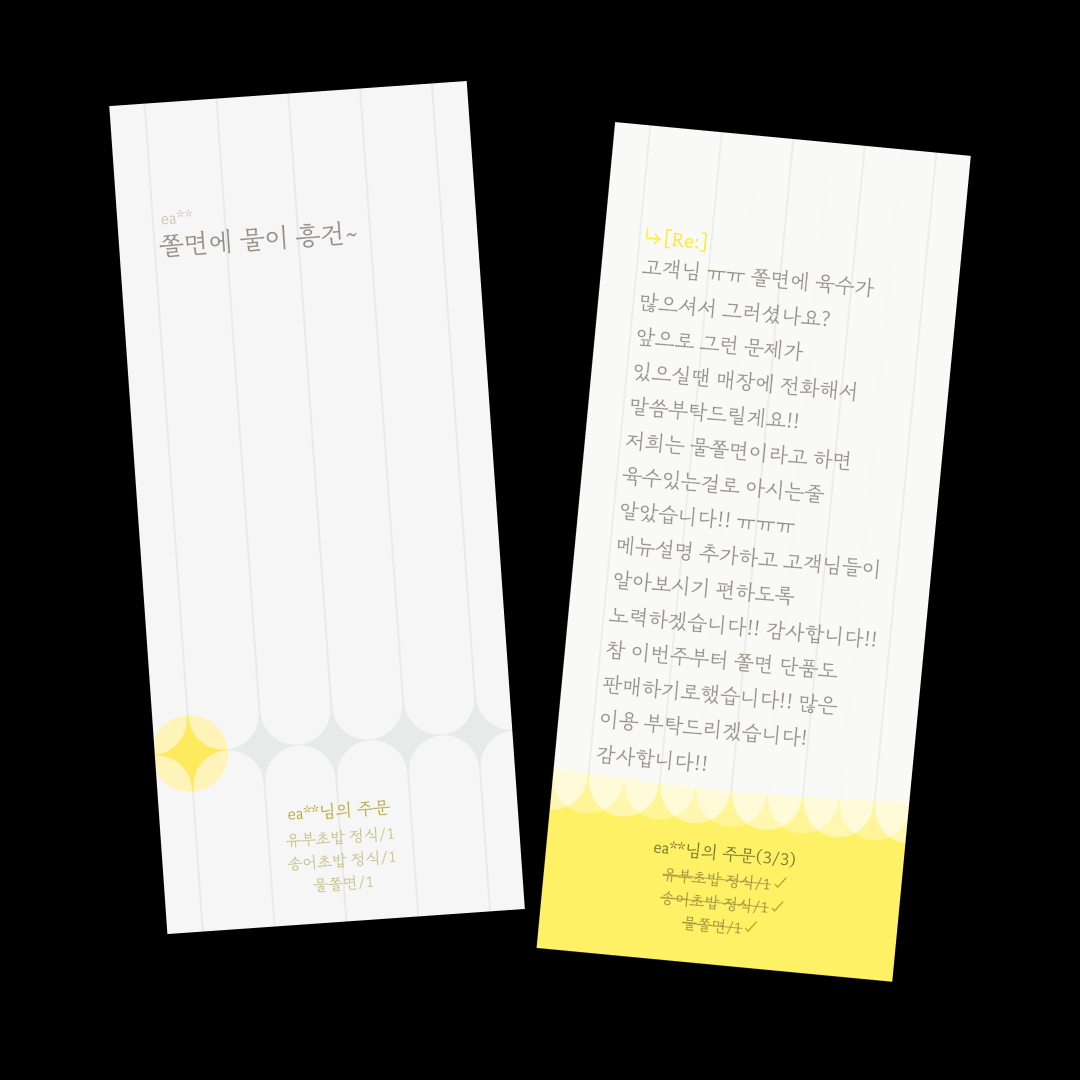 ea**
쫄면에 물이 흥건~
ea**님의 주문
유부초밥 정식/1
송어초밥 정식/1
물쫄면/1
↳[Re:]
고객님 ㅠㅠ 쫄면에 육수가
많으셔서 그러셨나요?
앞으로 그런 문제가
있으실땐 매장에 전화해서
말씀부탁드릴게요!!
저희는 물쫄면이라고 하면
육수있는걸로 아시는줄
알았습니다!! ㅠㅠㅠ
메뉴설명 추가하고 고객님들이
알아보시기 편하도록
노력하겠습니다!! 감사합니다!!
참 이번주부터 쫄면 단품도
판매하기로했습니다!! 많은
이용 부탁드리겠습니다!
감사합니다!!
ea**님의 주문(3/3)
유부초밥 정식/1✓
송어초밥 정식/1✓
물쫄면/1✓